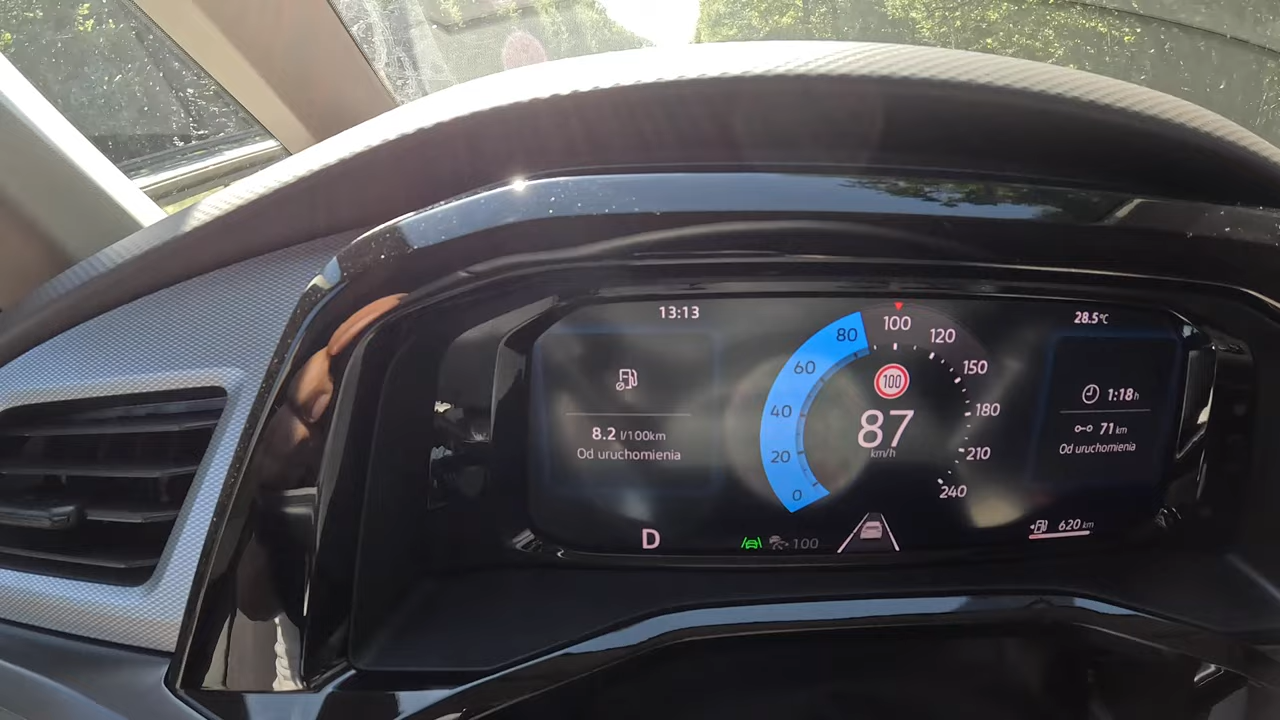 13:13
28.5°C
8.2 l/100km
Od uruchomienia
0
20
40
60
80
100
120
150
180
210
240
100
87
km/h
1:18h
71 km
Od uruchomienia
D
100
620 km